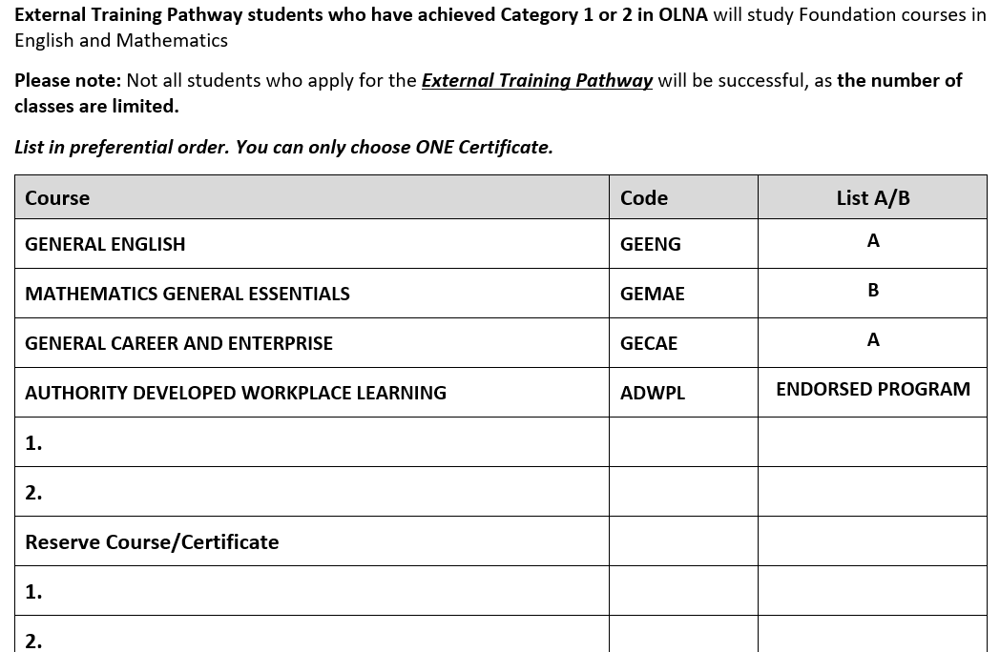 External Training Pathway students who have achieved Category 1 or 2 in OLNA will study Foundation courses in
English and Mathematics
Please note: Not all students who apply for the External Training Pathway will be successful, as the number of
classes are limited.
List in preferential order. You can only choose ONE Certificate.
Course Code List A/B
GENERAL ENGLISH GEENG A
MATHEMATICS GENERAL ESSENTIALS GEMAE B
GENERAL CAREER AND ENTERPRISE GECAE A
AUTHORITY DEVELOPED WORKPLACE LEARNING ADWPL ENDORSED PROGRAM
1.
2.
Reserve Course/Certificate
1.
2.